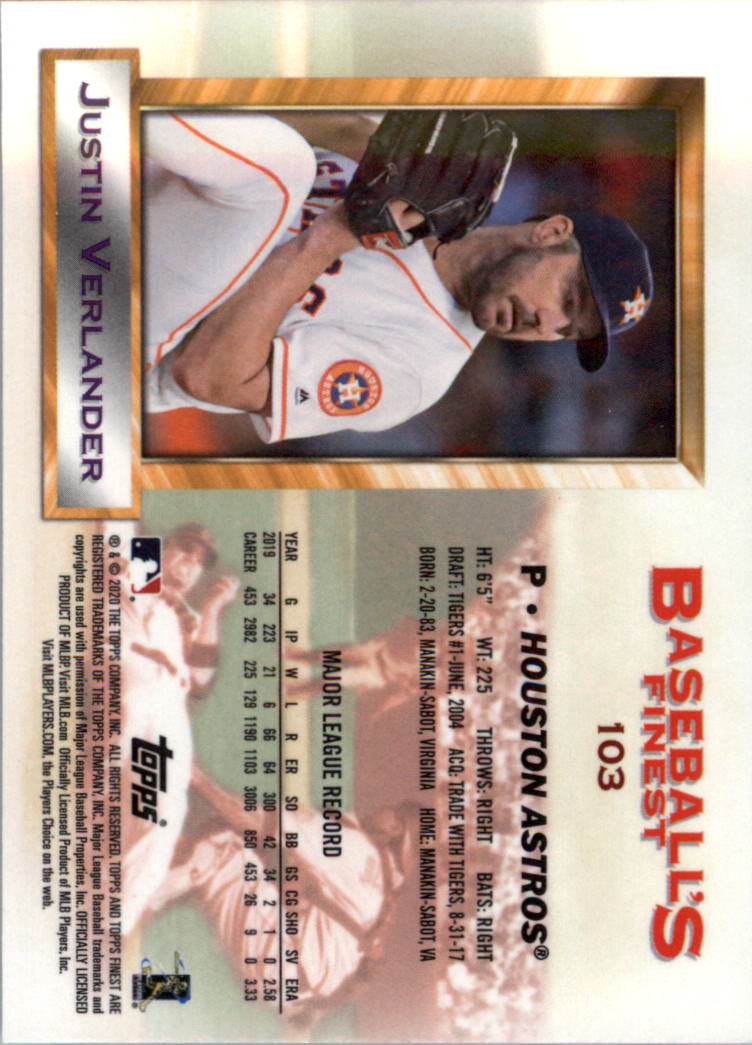 BASEBALL'S
FINEST
103
JUSTIN VERLANDER
P • HOUSTON ASTROS®
HT: 6'5" WT: 225 THROWS: RIGHT BATS: RIGHT
DRAFT: TIGERS #1-JUNE, 2004 ACQ: TRADE WITH TIGERS, 8-31-17
BORN: 2-20-83, MANAKIN-SABOT, VIRGINIA HOME: MANAKIN-SABOT, VA
MAJOR LEAGUE RECORD
YEAR G IP W L R ER SO BB GS CG SHO SV ERA
2019 34 223 21 6 66 64 300 42 34 2 1 0 2.58
CAREER 453 2982 225 129 1190 1103 3006 850 453 26 9 0 3.33
topps®
® & © 2020 THE TOPPS COMPANY, INC. ALL RIGHTS RESERVED. TOPPS AND TOPPS FINEST ARE
REGISTERED TRADEMARKS OF THE TOPPS COMPANY, INC. Major League Baseball trademarks and
copyrights are used with permission of Major League Baseball Properties, Inc. OFFICIALLY LICENSED
PRODUCT OF MLBP. Visit MLB.com Officially Licensed Product of MLB Players, Inc.
Visit MLBPLAYERS.COM, the Players Choice on the web.
H
HOUSTON
ASTROS